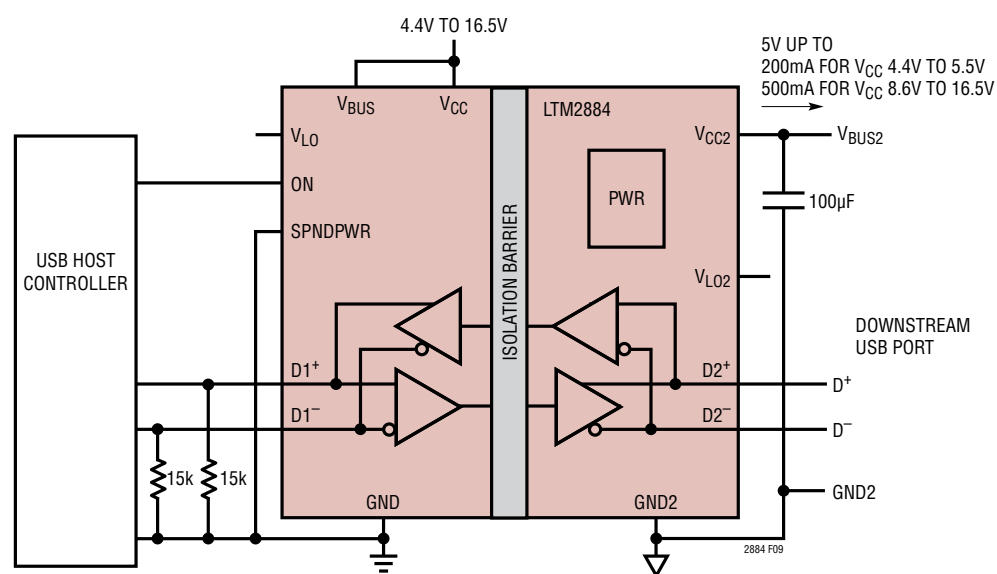 4.4V TO 16.5V
5V UP TO
200mA FOR VCC 4.4V TO 5.5V
500mA FOR VCC 8.6V TO 16.5V
VBUS
VCC
LTM2884
VLO
VCC2
VBUS2
ON
PWR
100µF
SPNDPWR
USB HOST
CONTROLLER
ISOLATION BARRIER
VLO2
DOWNSTREAM
USB PORT
D1+
D2+
D+
D1−
D2−
D−
15k
15k
GND
GND2
GND2
2884 F09